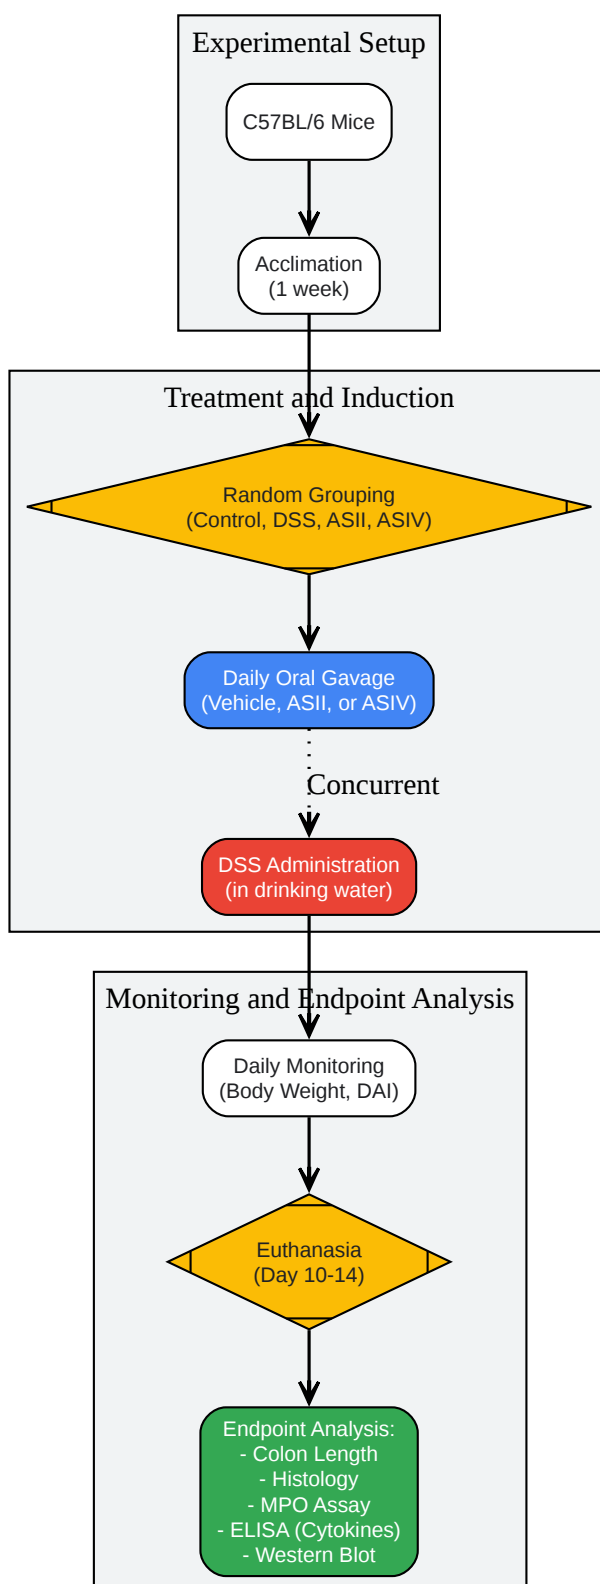 Experimental Setup
C57BL/6 Mice
Acclimation
(1 week)
Treatment and Induction
Random Grouping
(Control, DSS, ASII, ASIV)
Daily Oral Gavage
(Vehicle, ASII, or ASIV)
Concurrent
DSS Administration
(in drinking water)
Monitoring and Endpoint Analysis
Daily Monitoring
(Body Weight, DAI)
Euthanasia
(Day 10-14)
Endpoint Analysis:
- Colon Length
- Histology
- MPO Assay
- ELISA (Cytokines)
- Western Blot